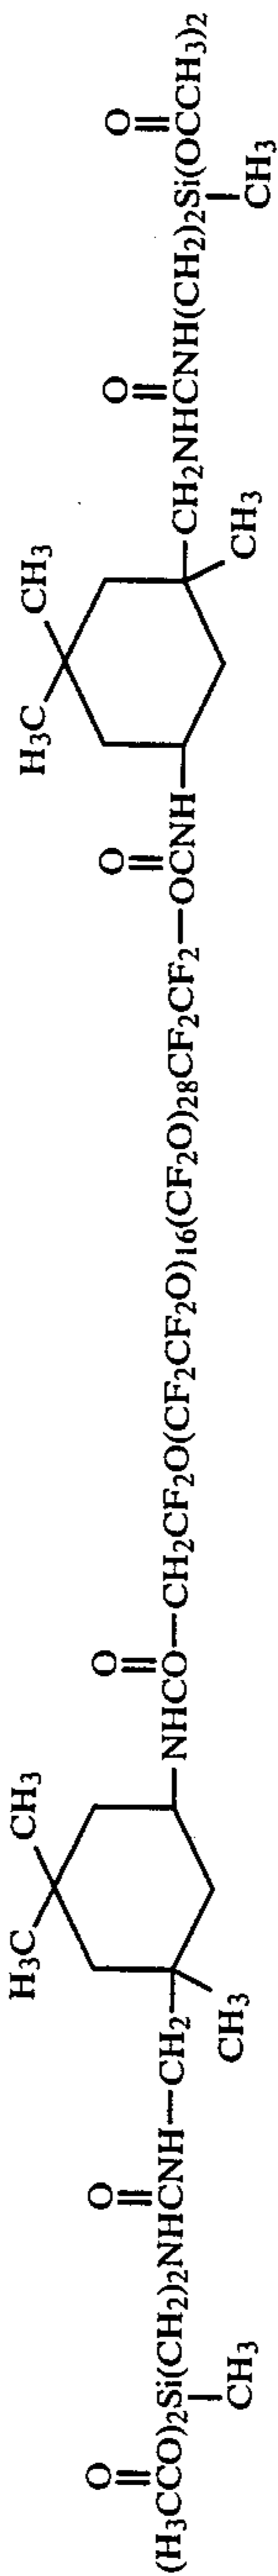 O O O O O
H3C CH3 H3C CH3
(H3CCO)2Si(CH2)2NHCNH—CH2 NHCO—CH2CF2O(CF2CF2O)16(CF2O)28CF2CF2—OCNH CH2NHCNH(CH2)2Si(OCCH3)2
CH3 CH3 CH3 CH3